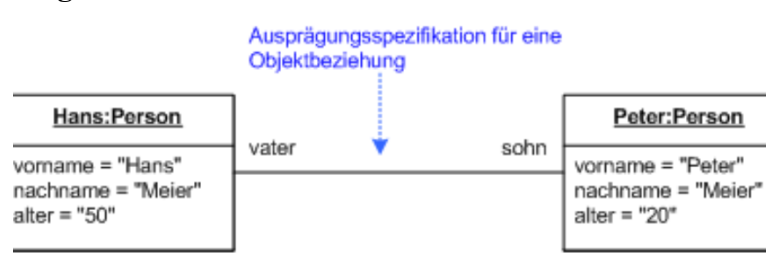 Ausprägungsspezifikation für eine
Objektbeziehung
Hans:Person
vorname = "Hans"
nachname = "Meier"
alter = "50"
vater
sohn
Peter:Person
vorname = "Peter"
nachname = "Meier"
alter = "20"